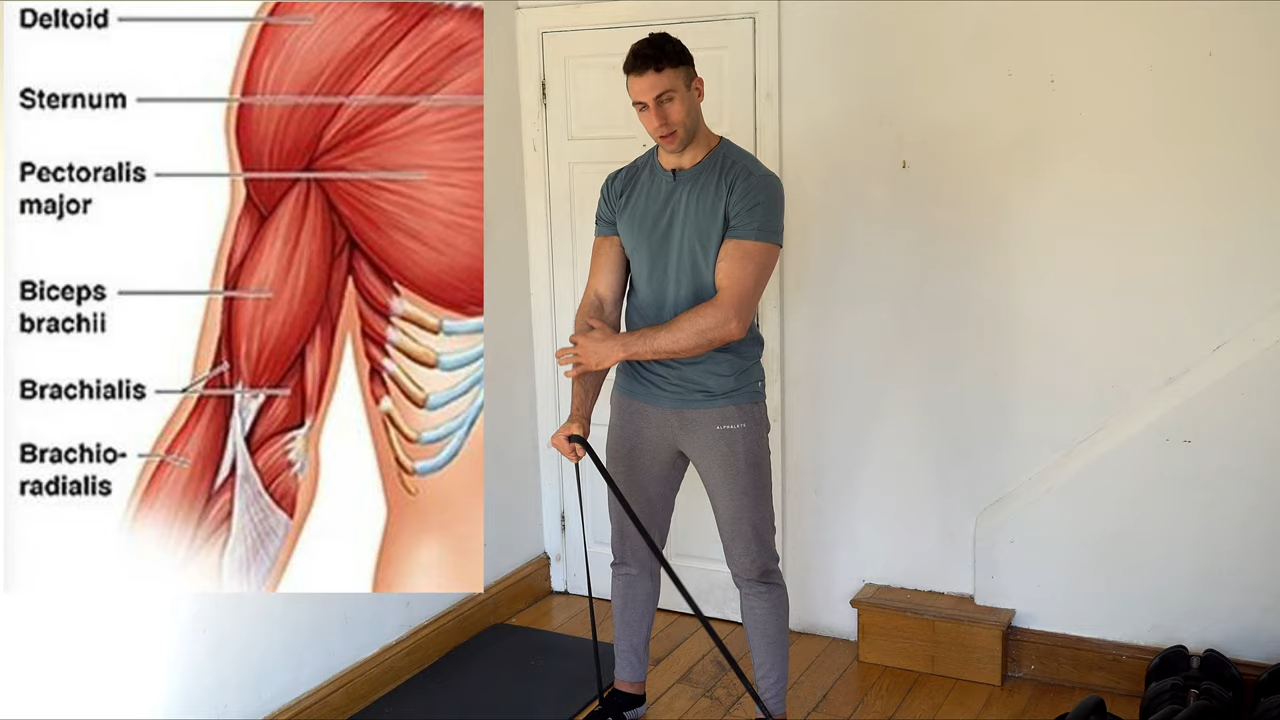 Deltoid
Sternum
Pectoralis
major
Biceps
brachii
Brachialis
Brachio-
radialis
ALPHALETE